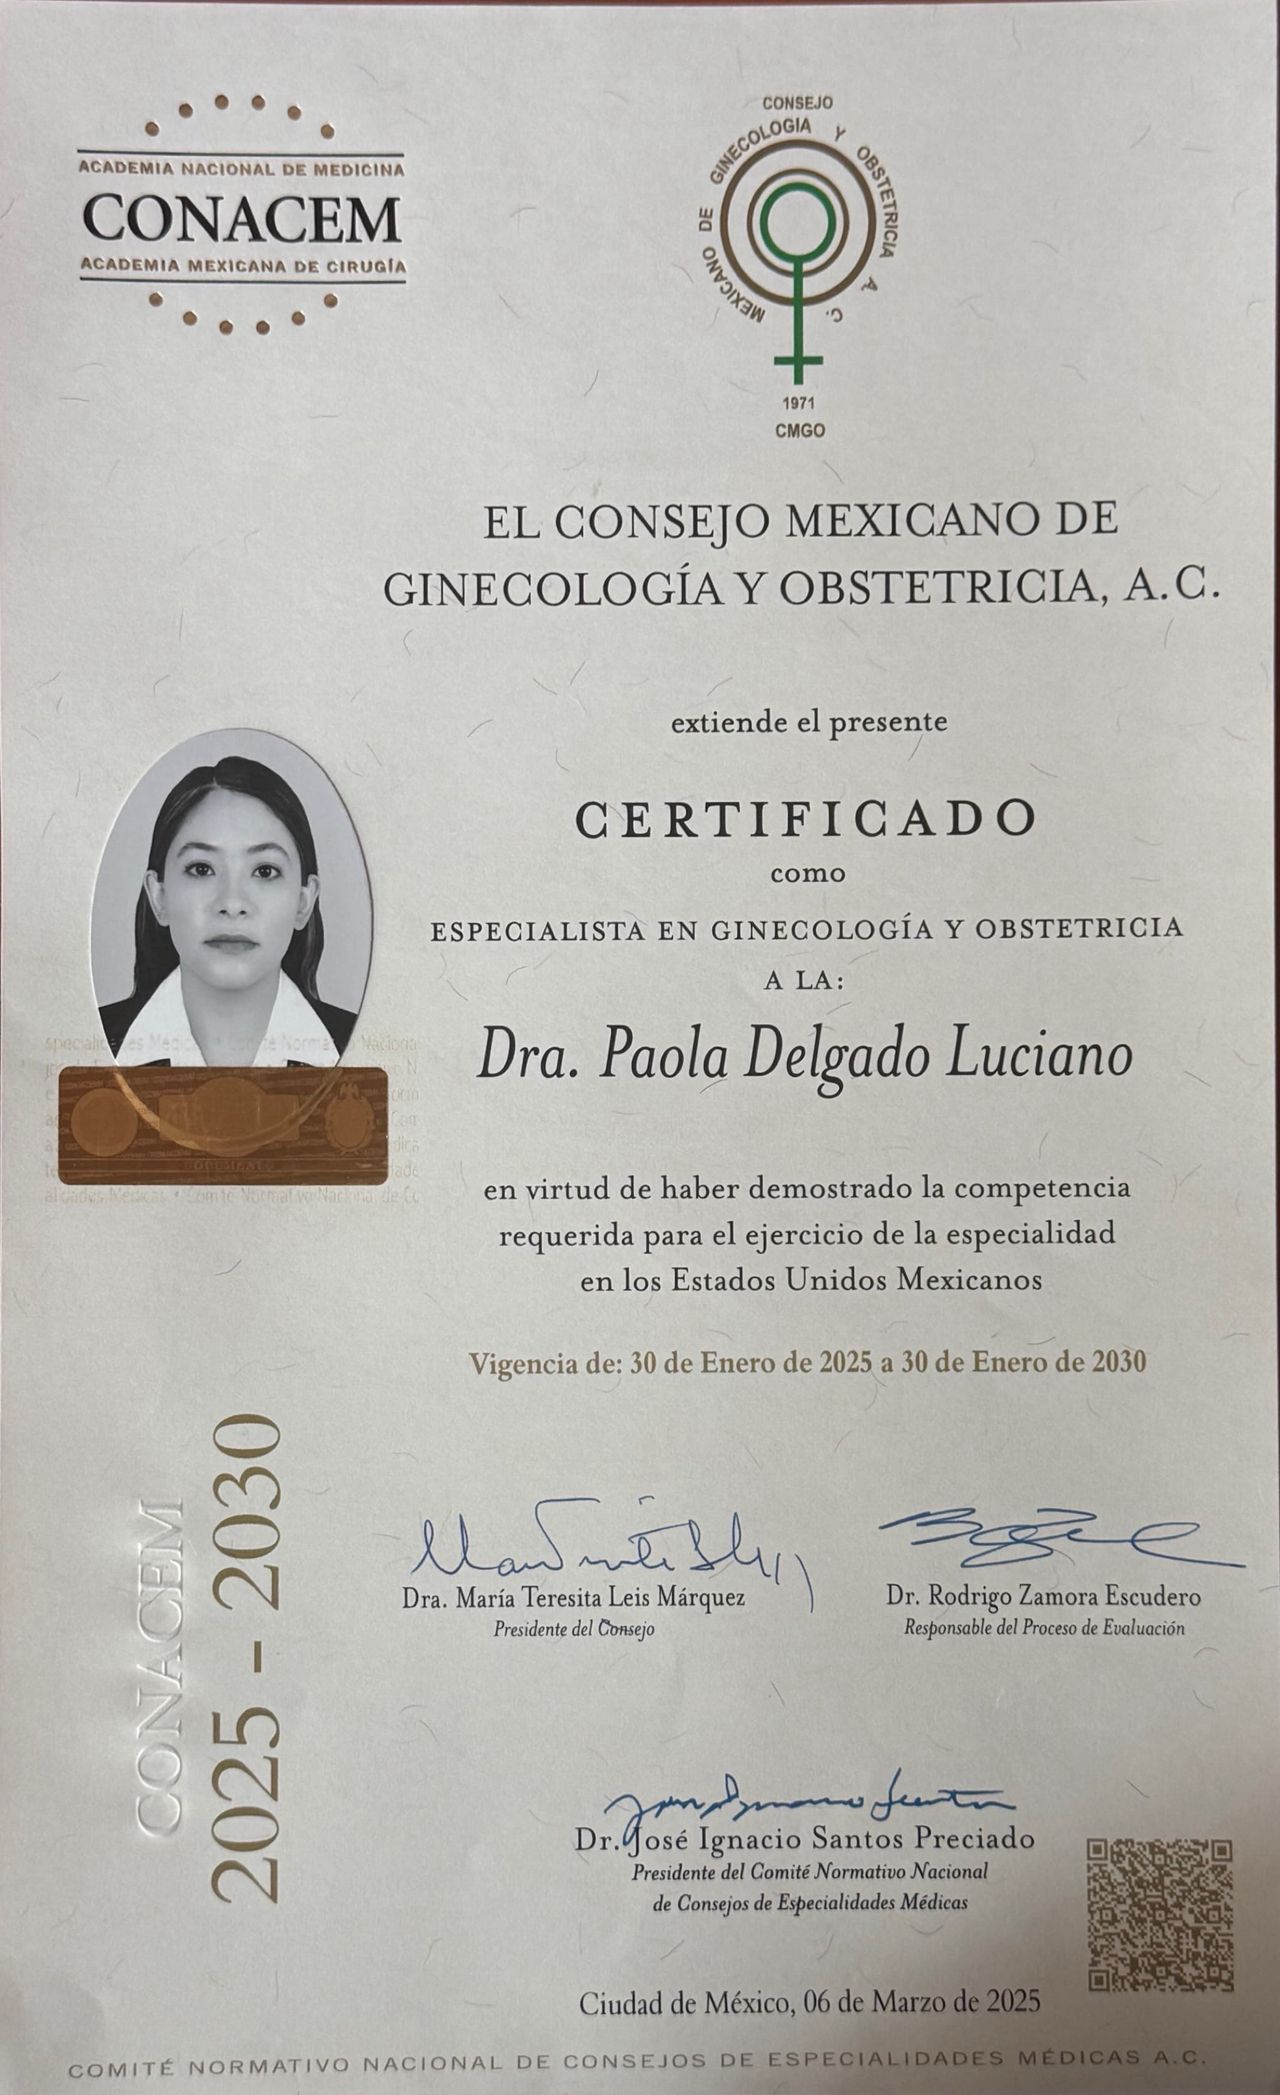 ACADEMIA NACIONAL DE MEDICINA
CONACEM
ACADEMIA MEXICANA DE CIRUGÍA
CONSEJO MEXICANO DE GINECOLOGIA Y OBSTETRICIA A. C.
1971
CMGO
EL CONSEJO MEXICANO DE
GINECOLOGÍA Y OBSTETRICIA, A.C.
extiende el presente
CERTIFICADO
como
ESPECIALISTA EN GINECOLOGÍA Y OBSTETRICIA
A LA:
Dra. Paola Delgado Luciano
en virtud de haber demostrado la competencia
requerida para el ejercicio de la especialidad
en los Estados Unidos Mexicanos
Vigencia de: 30 de Enero de 2025 a 30 de Enero de 2030
CONACEM
2025 - 2030
Dra. María Teresita Leis Márquez
Presidente del Consejo
Dr. Rodrigo Zamora Escudero
Responsable del Proceso de Evaluación
Dr. José Ignacio Santos Preciado
Presidente del Comité Normativo Nacional
de Consejos de Especialidades Médicas
Ciudad de México, 06 de Marzo de 2025
COMITÉ NORMATIVO NACIONAL DE CONSEJOS DE ESPECIALIDADES MÉDICAS A.C.